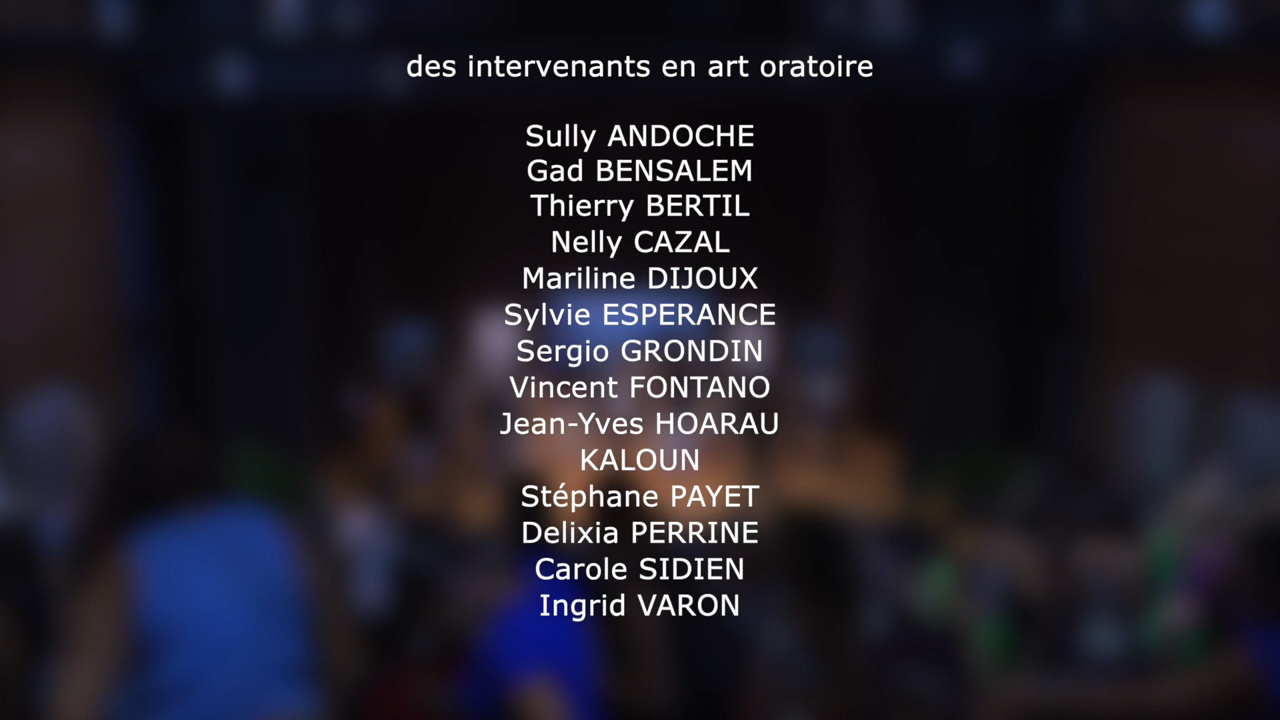 des intervenants en art oratoire
Sully ANDOCHE
Gad BENSALEM
Thierry BERTIL
Nelly CAZAL
Mariline DIJOUX
Sylvie ESPERANCE
Sergio GRONDIN
Vincent FONTANO
Jean-Yves HOARAU
KALOUN
Stéphane PAYET
Delixia PERRINE
Carole SIDIEN
Ingrid VARON